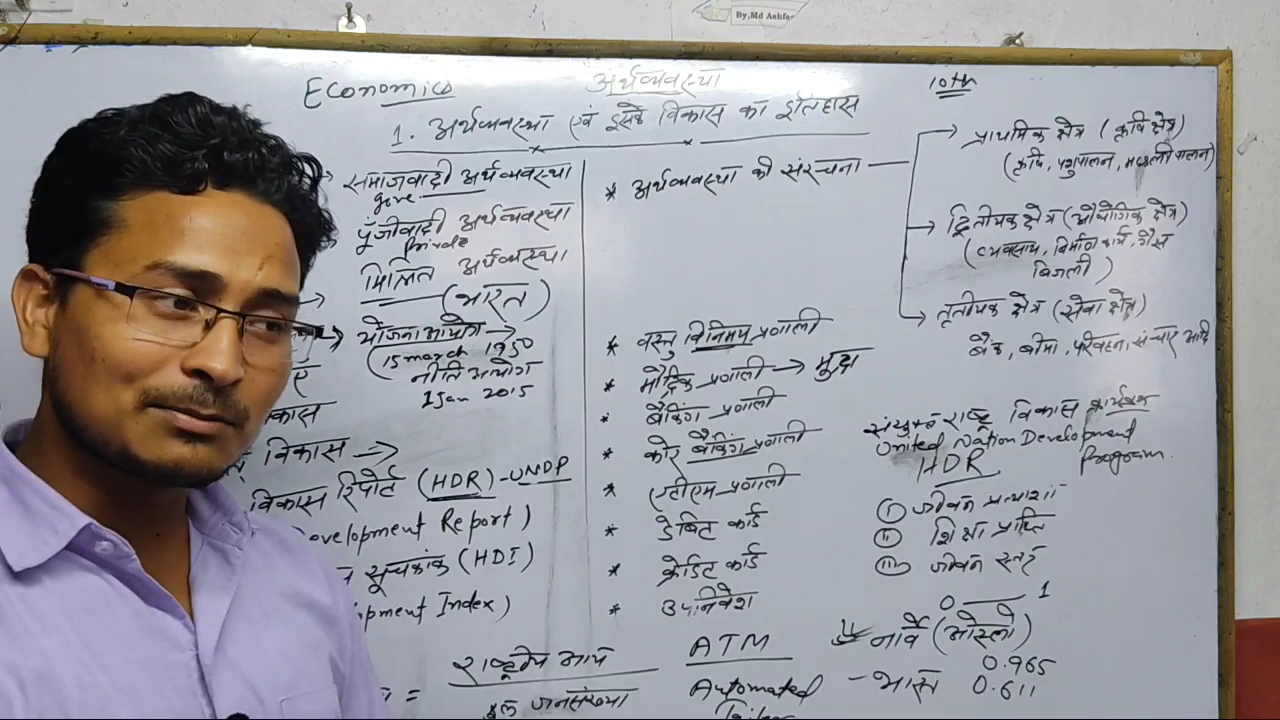 By, Md Ashfaq
Economics
अर्थव्यवस्था
10th
1. अर्थव्यवस्था एवं इसके विकास का इतिहास
समाजवादी अर्थव्यवस्था
gove.
पूँजीवादी अर्थव्यवस्था
Private
मिश्रित अर्थव्यवस्था
(भारत)
योजना आयोग →
(15 march 1950
नीति आयोग
1 Jan 2015
विकास →
विकास रिपोर्ट (HDR) - UNDP
Development Report)
सूचकांक (HDI)
Index)
= राष्ट्रीय आय
कुल जनसंख्या
* अर्थव्यवस्था की संरचना
* वस्तु विनिमय प्रणाली
* मौद्रिक प्रणाली → मुद्रा
* बैंकिंग प्रणाली
* कोर बैंकिंग प्रणाली
* एटीएम प्रणाली
* डेबिट कार्ड
* क्रेडिट कार्ड
* उपनिवेश
ATM
Automated
प्राथमिक क्षेत्र (कृषि क्षेत्र)
(कृषि, पशुपालन, मछलीपालन)
द्वितीयक क्षेत्र (औद्योगिक क्षेत्र)
(व्यवसाय, निर्माण कार्य, गैस
बिजली)
तृतीयक क्षेत्र (सेवा क्षेत्र)
बैंक, बीमा, परिवहन, संचार आदि
संयुक्त राष्ट्र विकास कार्यक्रम
United Nation Development
Program.
HDR
(i) जीवन प्रत्याशा
(ii) शिक्षा प्राप्ति
(iii) जीवन स्तर
0 — 1
नार्वे (ओस्लो)
0.965
- भारत 0.611